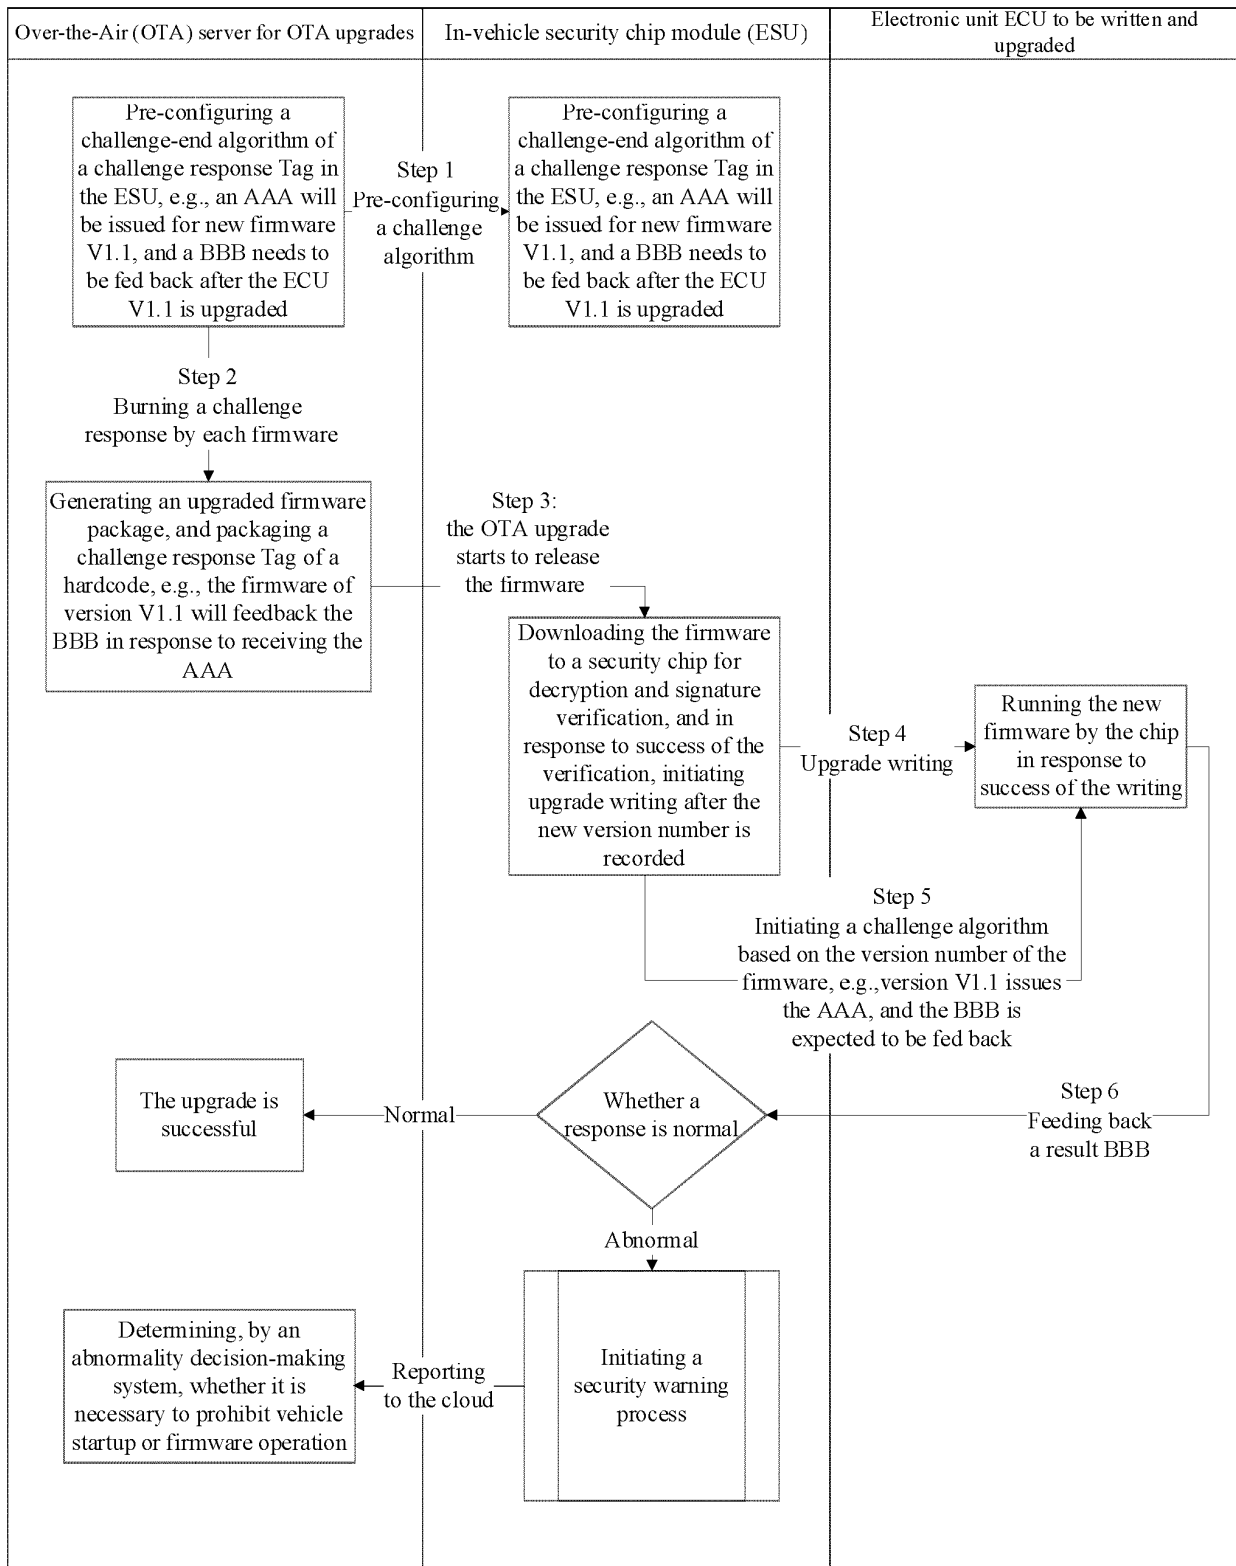 Over-the-Air (OTA) server for OTA upgrades
In-vehicle security chip module (ESU)
Electronic unit ECU to be written and
upgraded
Pre-configuring a
challenge-end algorithm of
a challenge response Tag in
the ESU, e.g., an AAA will
be issued for new firmware
V1.1, and a BBB needs to
be fed back after the ECU
V1.1 is upgraded
Step 1
Pre-configuring
a challenge
algorithm
Pre-configuring a
challenge-end algorithm of
a challenge response Tag in
the ESU, e.g., an AAA will
be issued for new firmware
V1.1, and a BBB needs to
be fed back after the ECU
V1.1 is upgraded
Step 2
Burning a challenge
response by each firmware
Generating an upgraded firmware
package, and packaging a
challenge response Tag of a
hardcode, e.g., the firmware of
version V1.1 will feedback the
BBB in response to receiving the
AAA
Step 3:
the OTA upgrade
starts to release
the firmware
Downloading the firmware
to a security chip for
decryption and signature
verification, and in
response to success of the
verification, initiating
upgrade writing after the
new version number is
recorded
Step 4
Upgrade writing
Running the new
firmware by the chip
in response to
success of the writing
Step 5
Initiating a challenge algorithm
based on the version number of the
firmware, e.g.,version V1.1 issues
the AAA, and the BBB is
expected to be fed back
Step 6
Feeding back
a result BBB
Whether a
response is normal
Normal
The upgrade is
successful
Abnormal
Initiating a
security warning
process
Reporting
to the cloud
Determining, by an
abnormality decision-making
system, whether it is
necessary to prohibit vehicle
startup or firmware operation